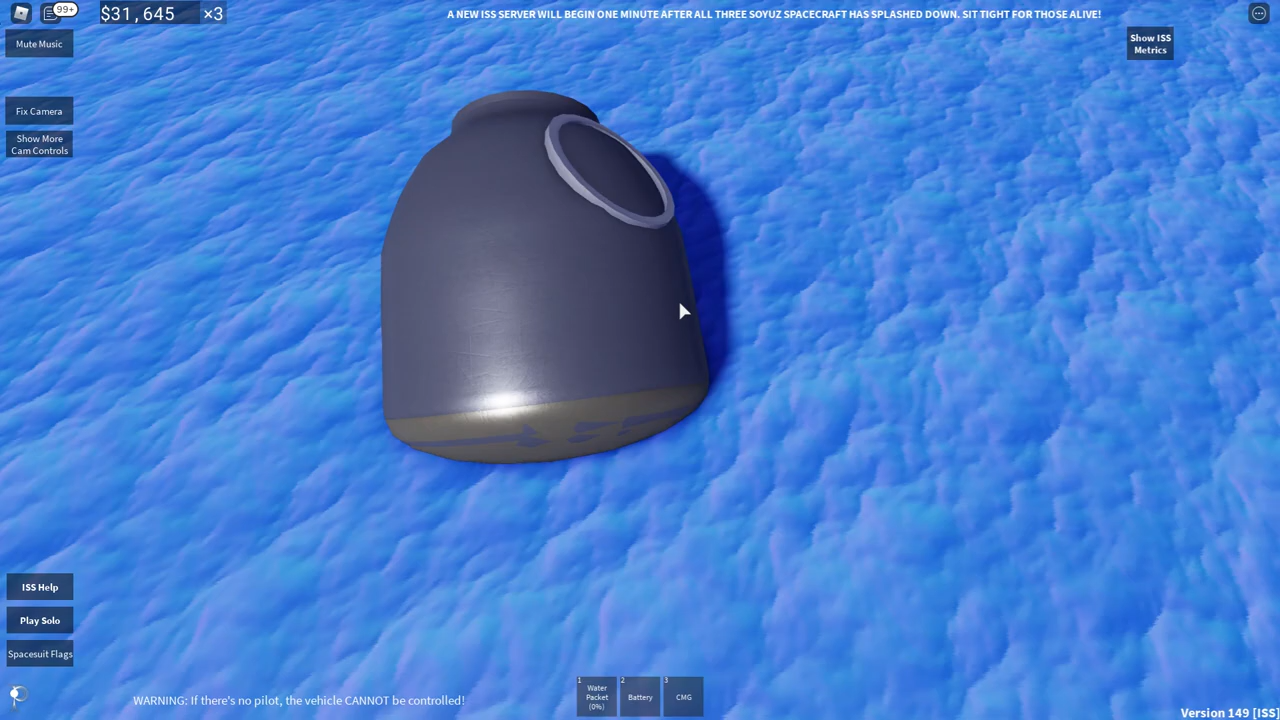 99+
$31,645 ×3
A NEW ISS SERVER WILL BEGIN ONE MINUTE AFTER ALL THREE SOYUZ SPACECRAFT HAS SPLASHED DOWN. SIT TIGHT FOR THOSE ALIVE!
Mute Music
Show ISS
Metrics
Fix Camera
Show More
Cam Controls
ISS Help
Play Solo
Spacesuit Flags
WARNING: If there's no pilot, the vehicle CANNOT be controlled!
1
Water
Packet
(0%)
2
Battery
3
CMG
Version 149 [ISS]